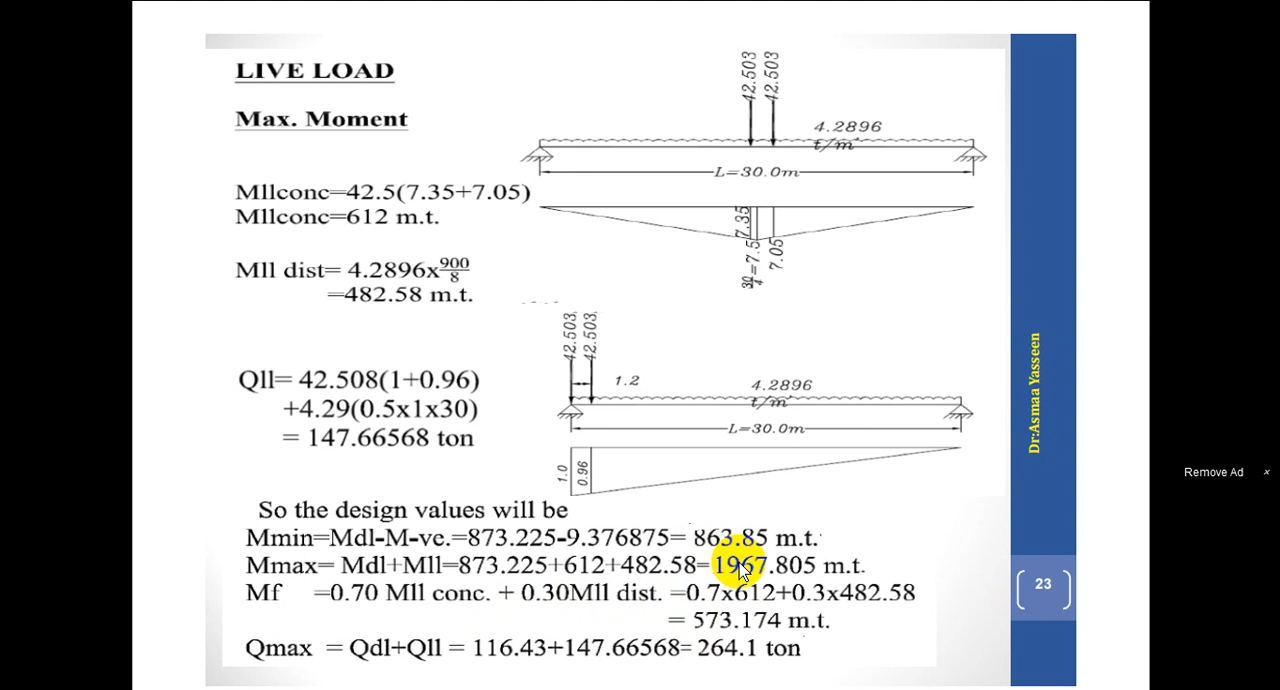 LIVE LOAD
Max. Moment
42.503
42.503
4.2896
t/m'
L=30.0m
Mllconc=42.5(7.35+7.05)
Mllconc=612 m.t.
7.35
30/4=7.5
7.05
Mll dist= 4.2896x900/8
=482.58 m.t.
42.503
42.503
1.2
4.2896
t/m'
L=30.0m
1.0
0.96
Qll= 42.508(1+0.96)
+4.29(0.5x1x30)
= 147.66568 ton
So the design values will be
Mmin=Mdl-M-ve.=873.225-9.376875= 863.85 m.t.
Mmax= Mdl+Mll=873.225+612+482.58=1967.805 m.t.
Mf =0.70 Mll conc. + 0.30Mll dist. =0.7x612+0.3x482.58
= 573.174 m.t.
Qmax = Qdl+Qll = 116.43+147.66568= 264.1 ton
Dr:Asmaa Yasseen
23
Remove Ad ×